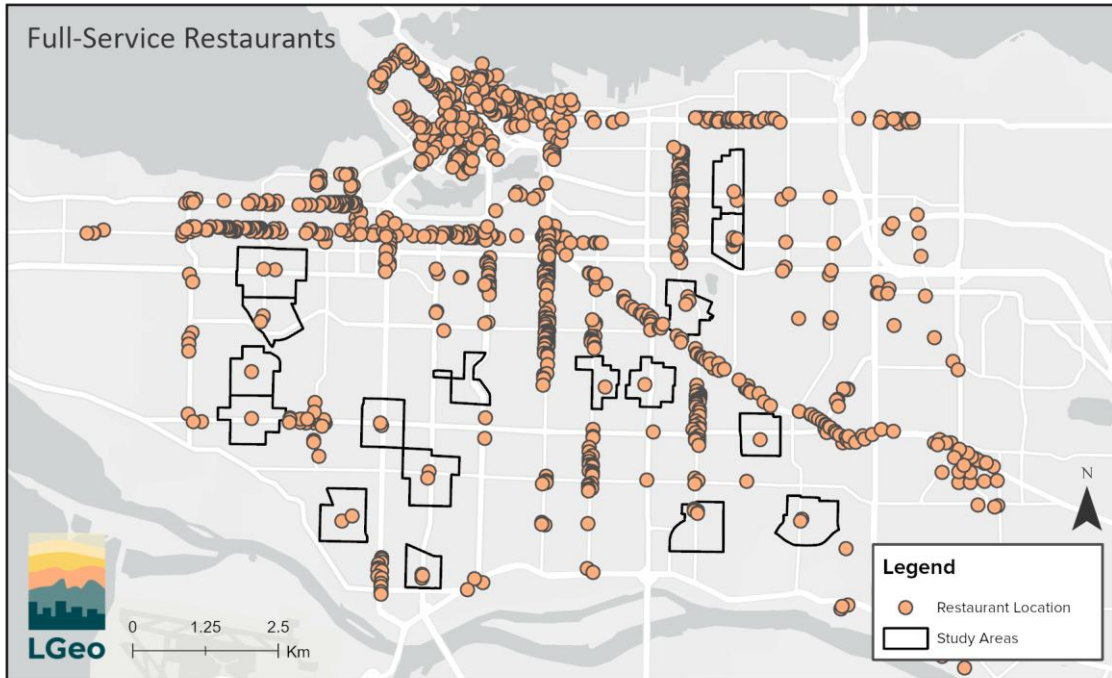 Full-Service Restaurants
N
LGeo
0 1.25 2.5
Km
Legend
Restaurant Location
Study Areas